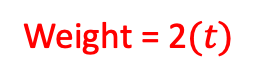 Weight = 2(t)